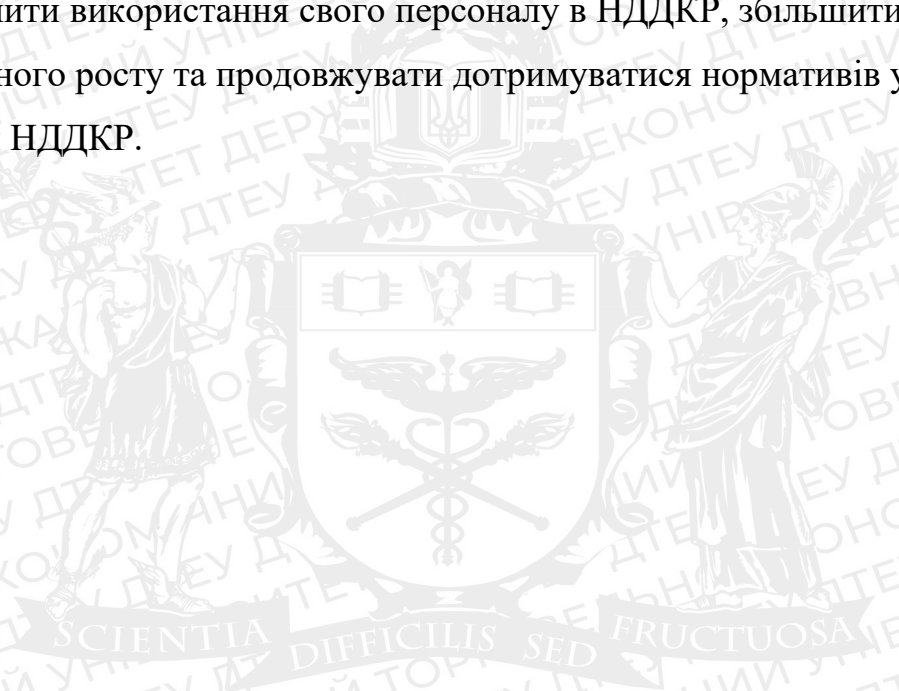 ити використання свого персоналу в НДДКР, збільшити
ного росту та продовжувати дотримуватися нормативів у
НДДКР.
SCIENTIA DIFFICILIS SED FRUCTUOSA